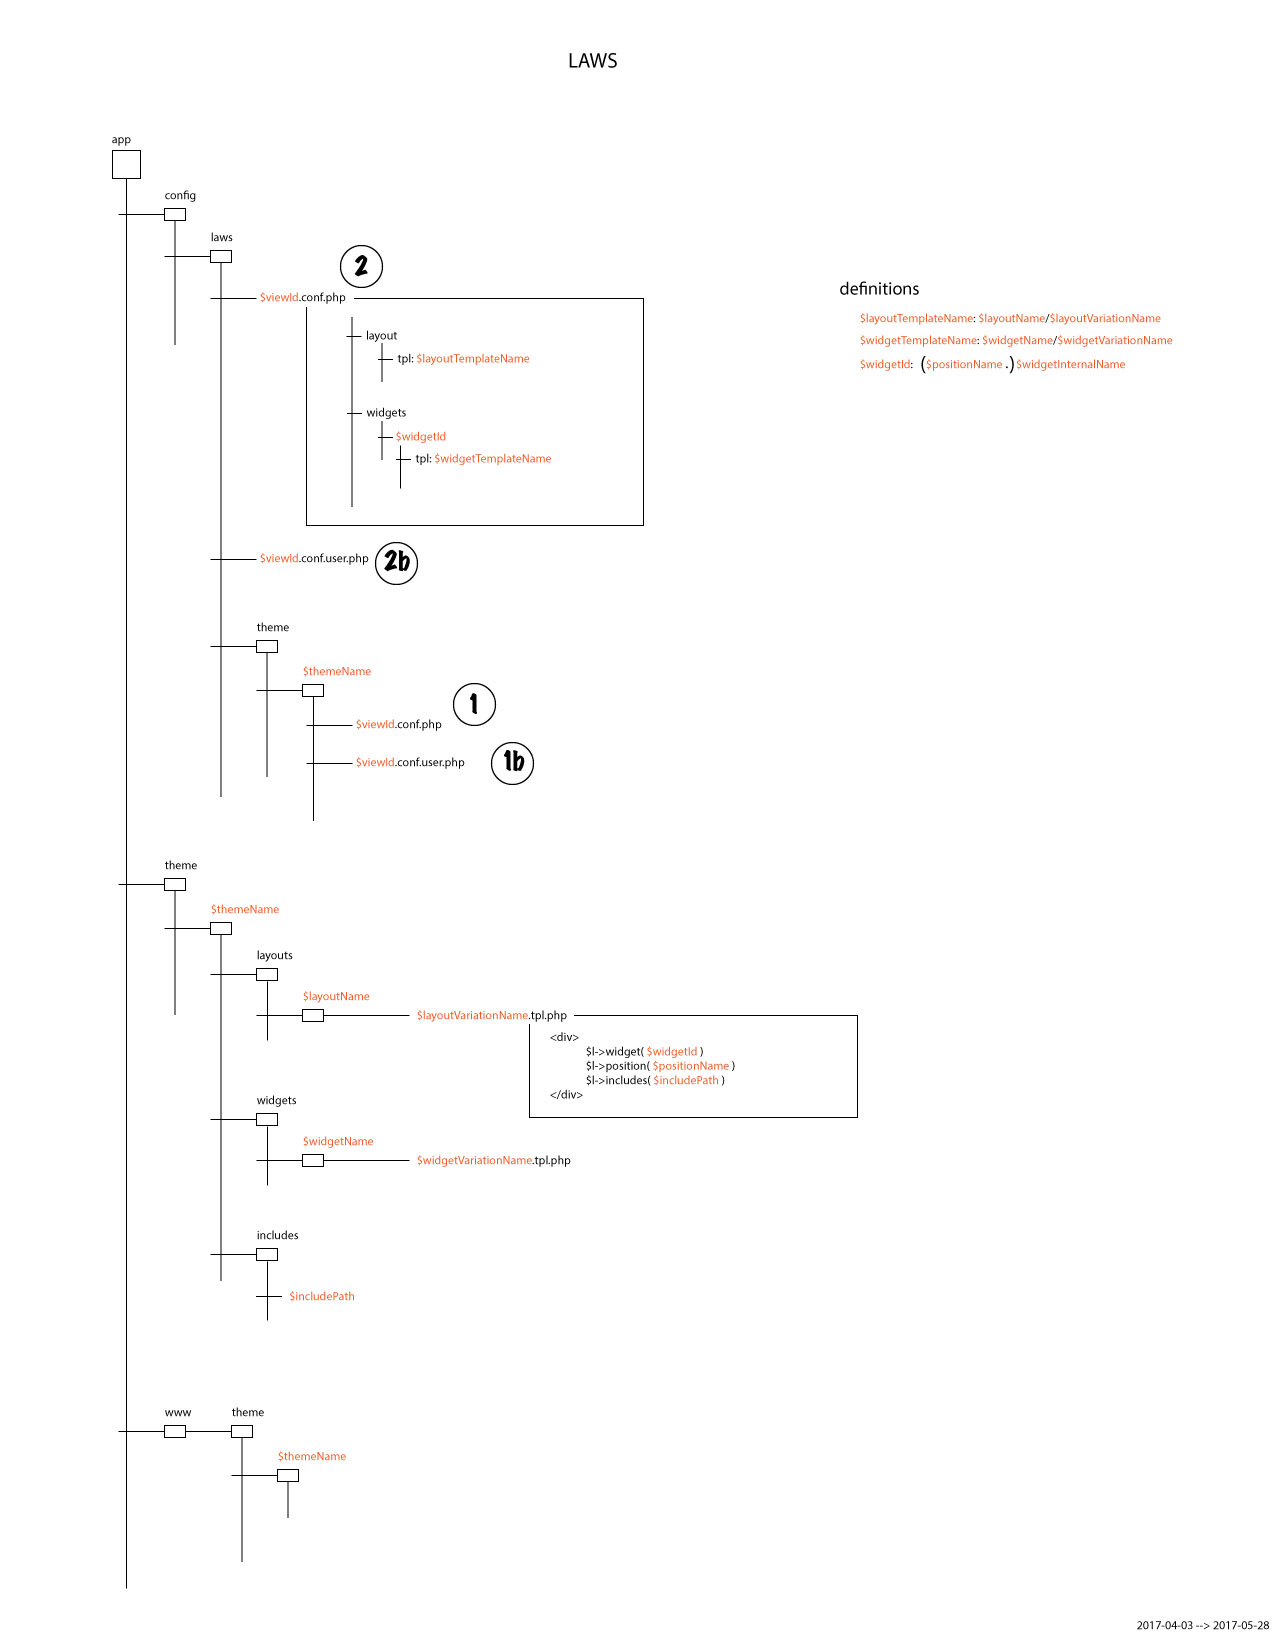 LAWS
app
config
laws
2
$viewId.conf.php
layout
tpl: $layoutTemplateName
widgets
$widgetId
tpl: $widgetTemplateName
definitions
$layoutTemplateName: $layoutName/$layoutVariationName
$widgetTemplateName: $widgetName/$widgetVariationName
$widgetId: ($positionName .) $widgetInternalName
$viewId.conf.user.php
2b
theme
$themeName
1
$viewId.conf.php
$viewId.conf.user.php
1b
theme
$themeName
layouts
$layoutName
$layoutVariationName.tpl.php
<div>
$l->widget( $widgetId )
$l->position( $positionName )
$l->includes( $includePath )
</div>
widgets
$widgetName
$widgetVariationName.tpl.php
includes
$includePath
www
theme
$themeName
2017-04-03 --> 2017-05-28